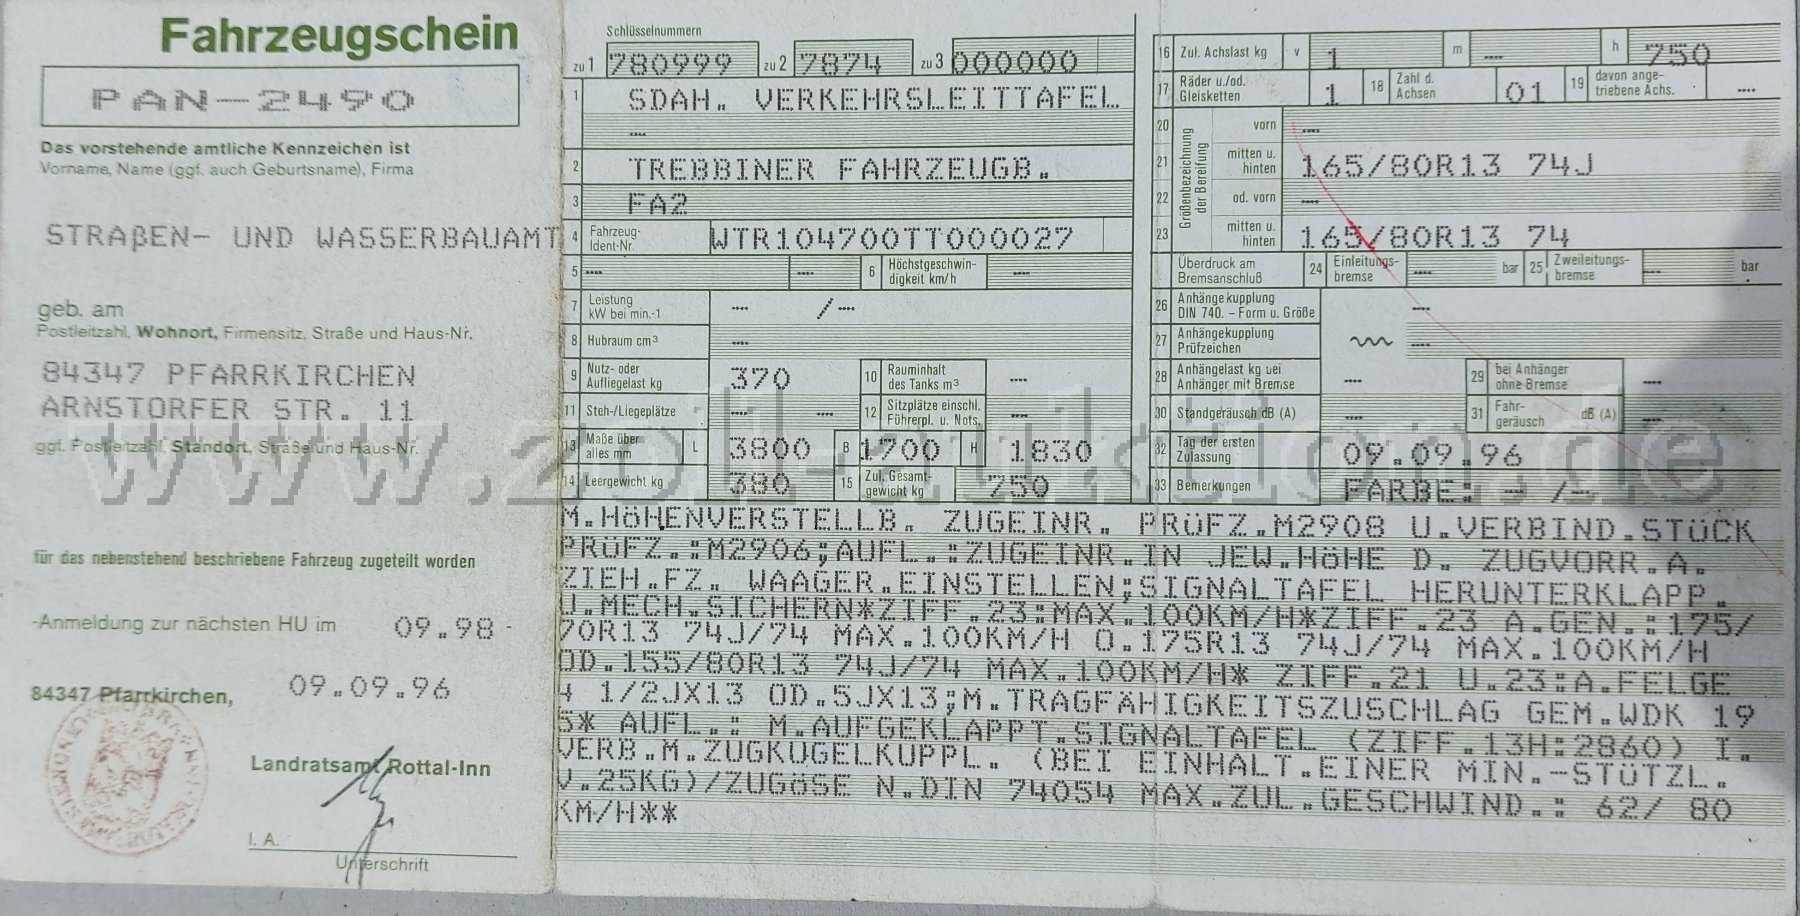 Fahrzeugschein
PAN-2490
Das vorstehende amtliche Kennzeichen ist
Vorname, Name (ggf. auch Geburtsname), Firma
STRAßEN- UND WASSERBAUAMT
geb. am
Postleitzahl, Wohnort, Firmensitz, Straße und Haus-Nr.
84347 PFARRKIRCHEN
ARNSTORFER STR. 11
ggf. Postleitzahl, Standort, Straße und Haus-Nr.
für das nebenstehend beschriebene Fahrzeug zugeteilt worden
-Anmeldung zur nächsten HU im 09.98 -
84347 Pfarrkirchen, 09.09.96
Landratsamt Rottal-Inn
I. A.
Unterschrift
Schlüsselnummern
zu 1 780999 zu 2 7874 zu 3 000000
1 SDAH. VERKEHRSLEITTAFEL
----
2 TREBBINER FAHRZEUGB.
3 FA2
4 Fahrzeug-Ident-Nr. WTR104700TT000027
5 ---- ---- 6 Höchstgeschwindigkeit km/h ----
7 Leistung kW bei min.-1 ---- /----
8 Hubraum cm³ ----
9 Nutz- oder Aufliegelast kg 370 10 Rauminhalt des Tanks m³ ----
11 Steh-/Liegeplätze ---- ---- 12 Sitzplätze einschl. Führerpl. u. Nots. ----
13 Maße über alles mm L 3800 B 1700 H 1830
14 Leergewicht kg 380 15 Zul. Gesamtgewicht kg 750
16 Zul. Achslast kg v 1 m ---- h 750
17 Räder u./od. Gleisketten 1 18 Zahl d. Achsen 01 19 davon angetriebene Achs. ----
Größenbezeichnung der Bereifung
20 vorn ----
21 mitten u. hinten 165/80R13 74J
22 od. vorn ----
23 mitten u. hinten 165/80R13 74
Überdruck am Bremsanschluß 24 Einleitungsbremse ---- bar 25 Zweileitungsbremse ---- bar
26 Anhängekupplung DIN 740. - Form u. Größe ----
27 Anhängekupplung Prüfzeichen ----
28 Anhängelast kg bei Anhänger mit Bremse ---- 29 bei Anhänger ohne Bremse ----
30 Standgeräusch dB (A) ---- 31 Fahrgeräusch dB (A) ----
32 Tag der ersten Zulassung 09.09.96
33 Bemerkungen FARBE: - /-
M.HÖHENVERSTELLB. ZUGEINR. PRÜFZ.M2908 U.VERBIND.STÜCK
PRÜFZ.:M2906;AUFL.:ZUGEINR.IN JEW.HÖHE D. ZUGVORR.A.
ZIEH.FZ. WAAGER.EINSTELLEN;SIGNALTAFEL HERUNTERKLAPP.
U.MECH.SICHERN*ZIFF.23:MAX.100KM/H*ZIFF.23 A.GEN.:175/
70R13 74J/74 MAX.100KM/H O.175R13 74J/74 MAX.100KM/H
OD.155/80R13 74J/74 MAX.100KM/H* ZIFF.21 U.23:A.FELGE
4 1/2JX13 OD.5JX13;M.TRAGFÄHIGKEITSZUSCHLAG GEM.WDK 19
5* AUFL.: M.AUFGEKLAPPT.SIGNALTAFEL (ZIFF.13H:2860) I.
VERB.M.ZUGKUGELKUPPL. (BEI EINHALT.EINER MIN.-STÜTZL.
V.25KG)/ZUGÖSE N.DIN 74054 MAX.ZUL.GESCHWIND.: 62/ 80
KM/H**
www.zoll-auktion.de